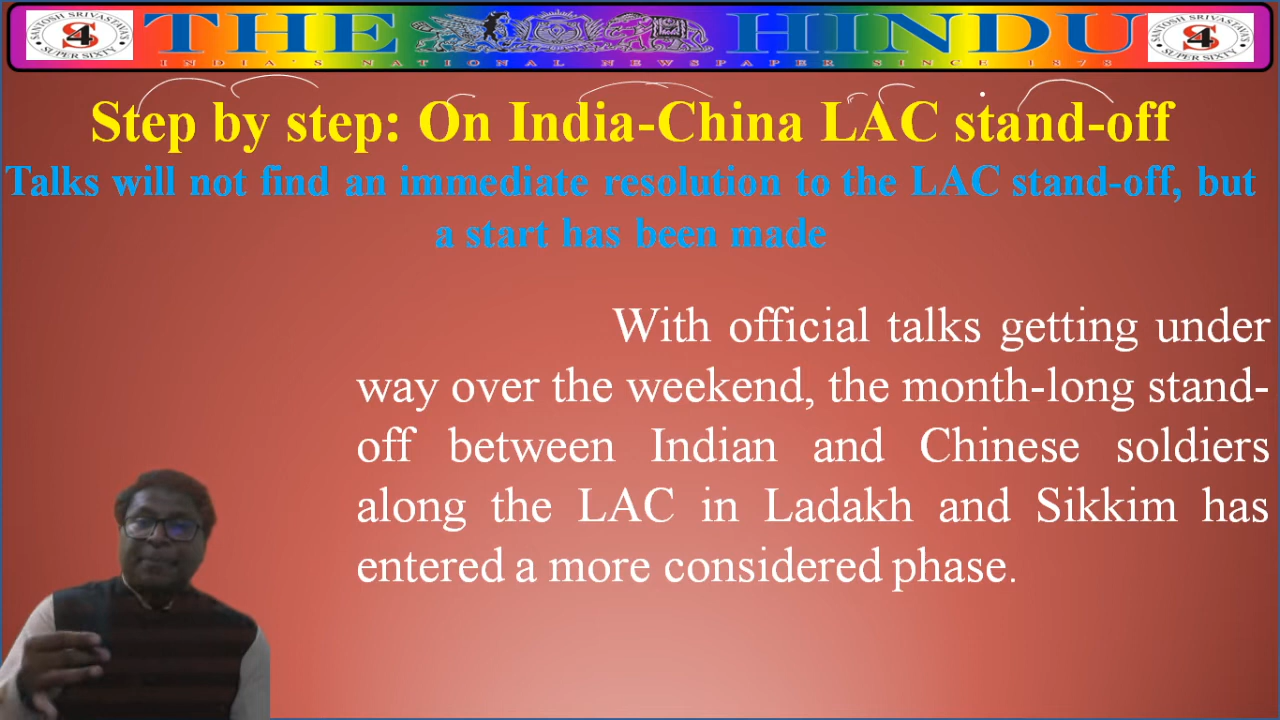 SANTOSH SRIVASTAVA'S
S4
SUPER SIXTY
THE HINDU
INDIA'S NATIONAL NEWSPAPER SINCE 1878
SANTOSH SRIVASTAVA'S
S4
SUPER SIXTY
Step by step: On India-China LAC stand-off
Talks will not find an immediate resolution to the LAC stand-off, but
a start has been made
With official talks getting under
way over the weekend, the month-long stand-
off between Indian and Chinese soldiers
along the LAC in Ladakh and Sikkim has
entered a more considered phase.